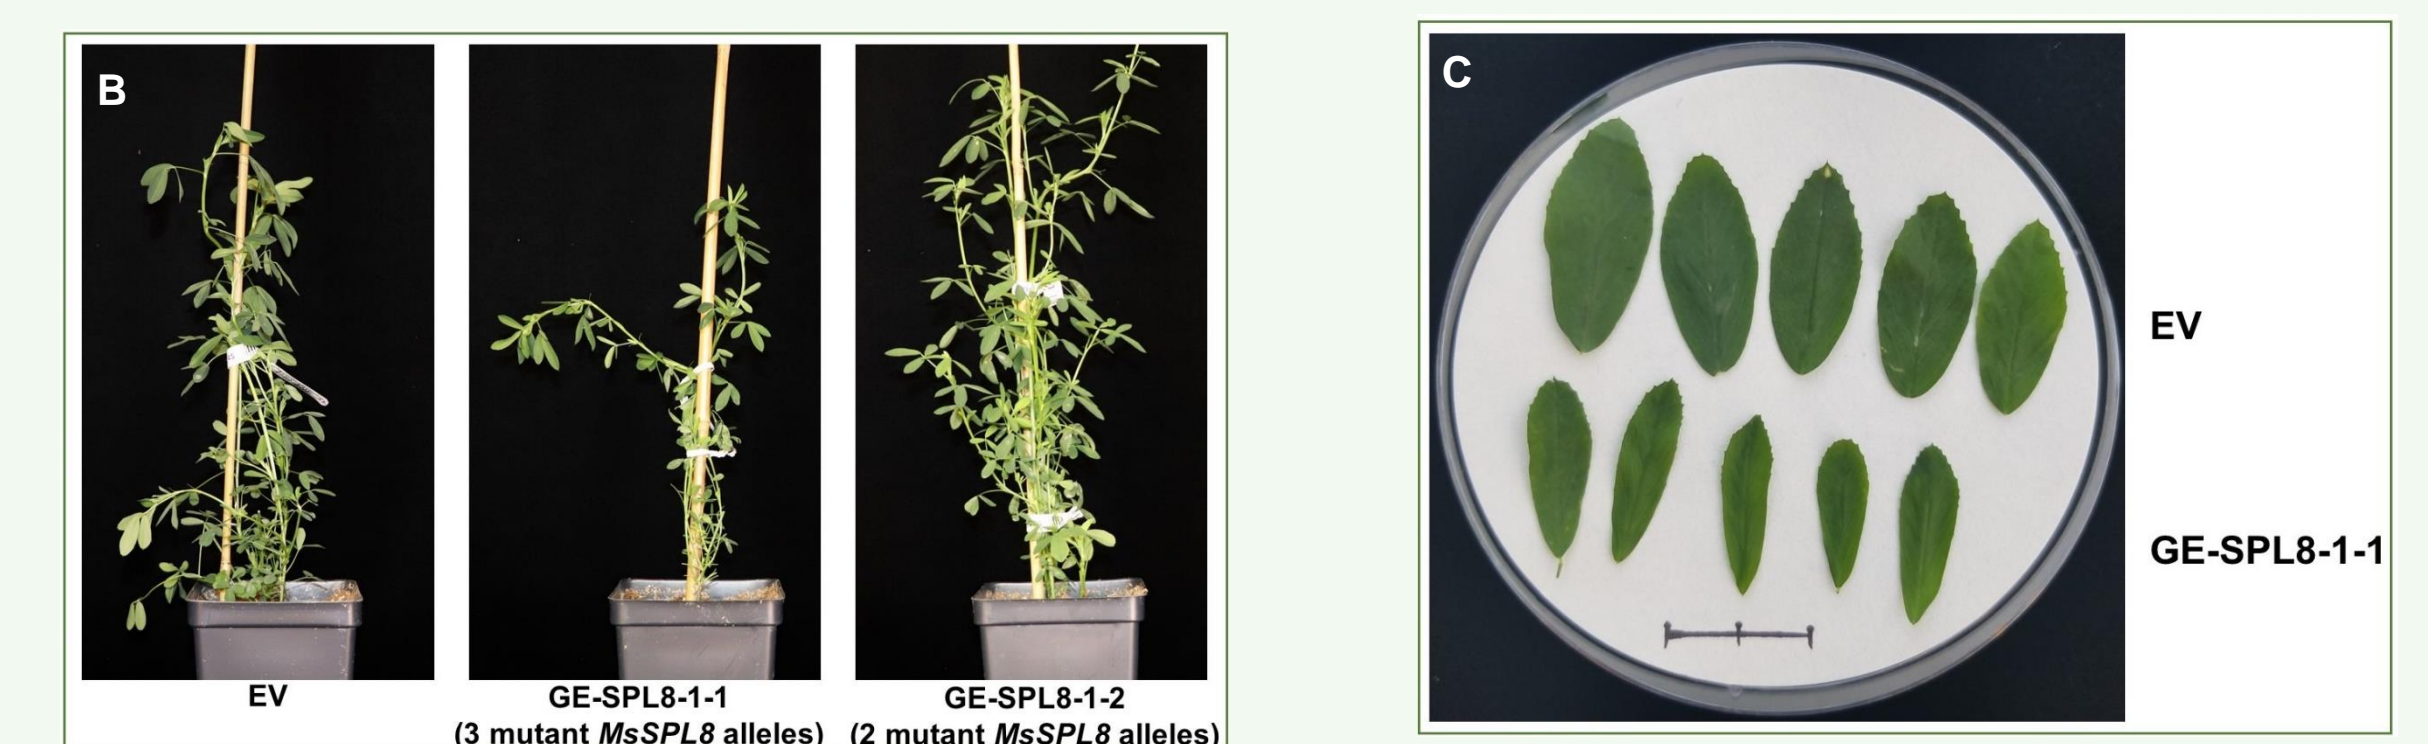 B
EV
GE-SPL8-1-1
(3 mutant MsSPL8 alleles)
GE-SPL8-1-2
(2 mutant MsSPL8 alleles)
C
EV
GE-SPL8-1-1